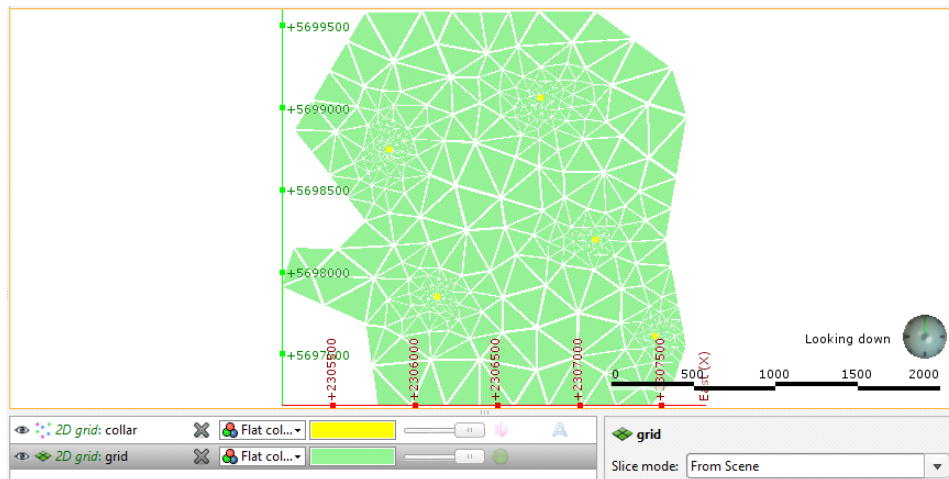 +5699500
+5699000
+5698500
+5698000
+5697500
+2305500
+2306000
+2306500
+2307000
+2307500
East (X)
Looking down
0 500 1000 1500 2000
2D grid: collar Flat col...
2D grid: grid Flat col...
grid
Slice mode: From Scene